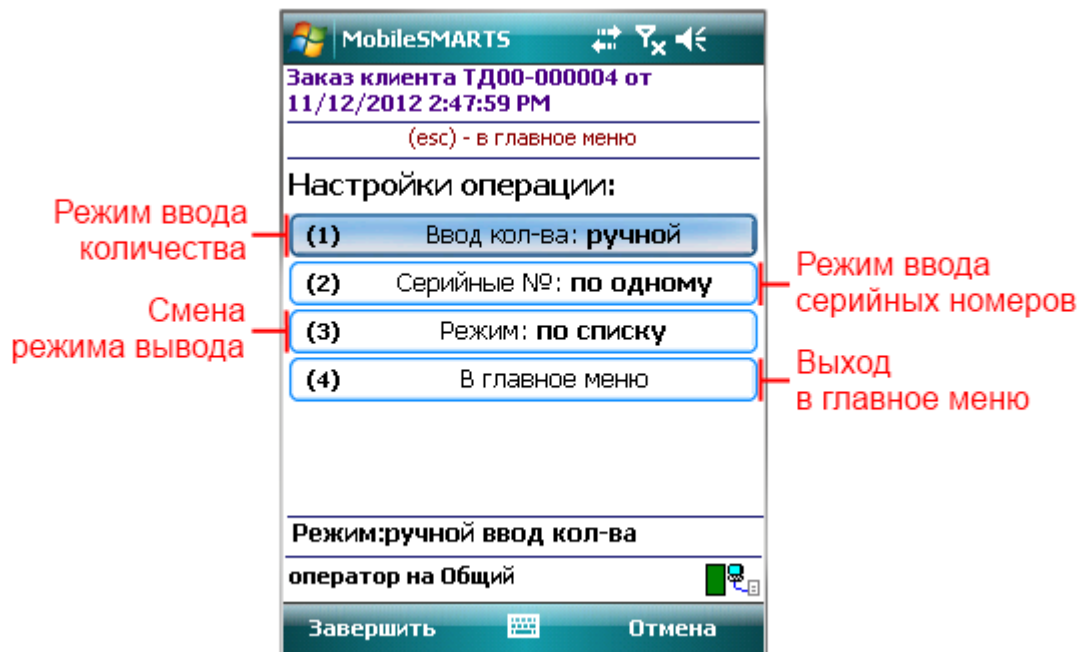 MobileSMARTS
Заказ клиента ТД00-000004 от
11/12/2012 2:47:59 PM
(esc) - в главное меню
Настройки операции:
Режим ввода
количества
(1) Ввод кол-ва: ручной
(2) Серийные №: по одному
Режим ввода
серийных номеров
Смена
режима вывода
(3) Режим: по списку
(4) В главное меню
Выход
в главное меню
Режим:ручной ввод кол-ва
оператор на Общий
Завершить Отмена